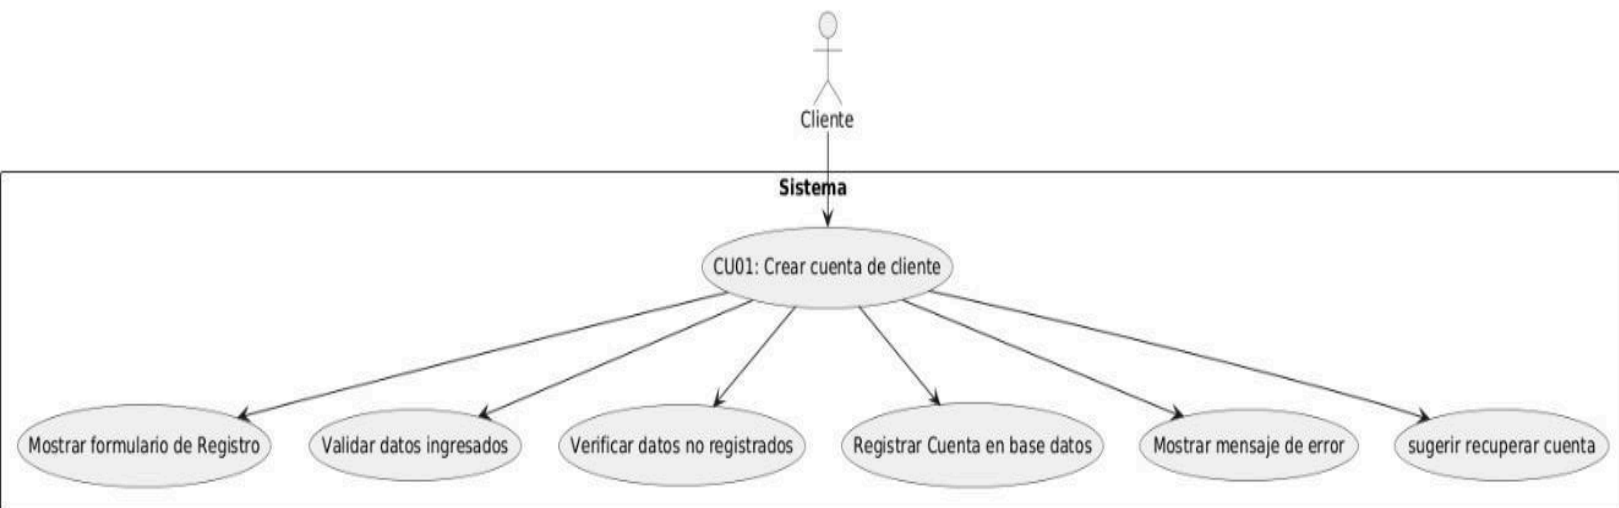 Cliente
Sistema
CU01: Crear cuenta de cliente
Mostrar formulario de Registro
Validar datos ingresados
Verificar datos no registrados
Registrar Cuenta en base datos
Mostrar mensaje de error
sugerir recuperar cuenta